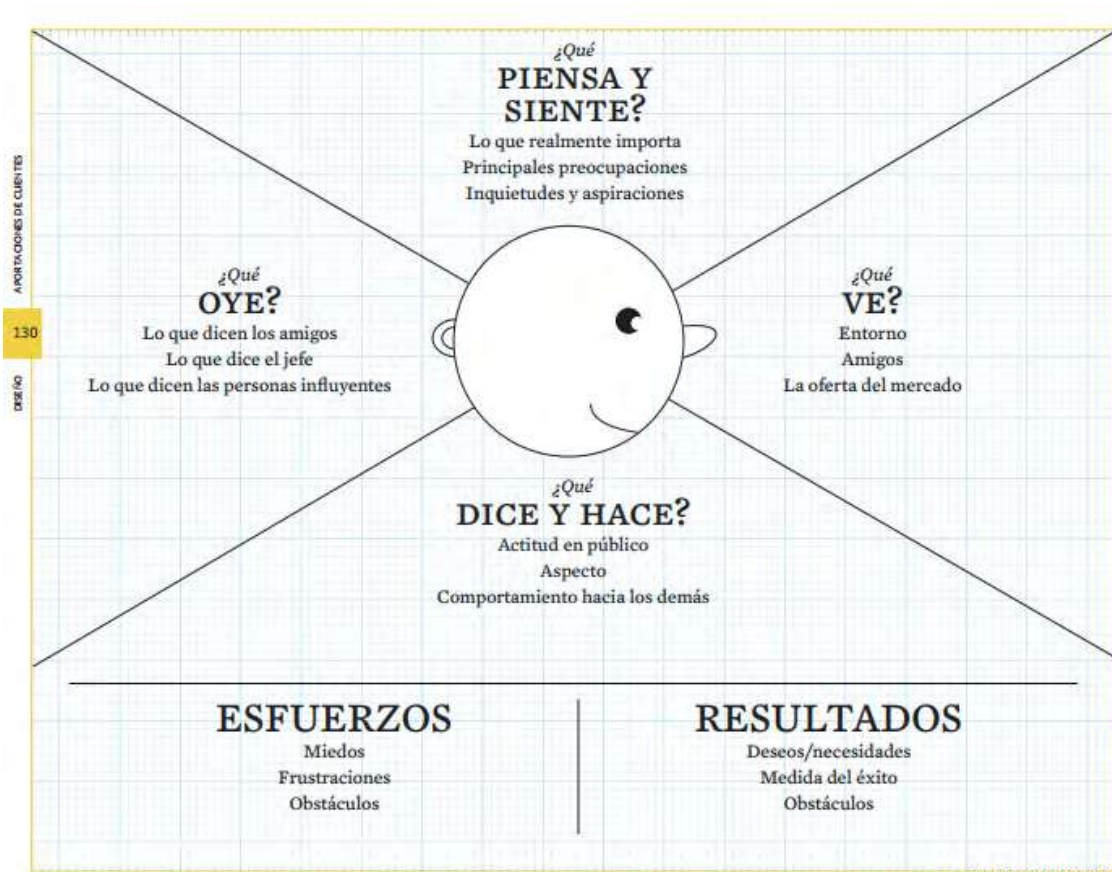 ¿Qué
PIENSA Y
SIENTE?
Lo que realmente importa
Principales preocupaciones
Inquietudes y aspiraciones
APORTACIONES DE CLIENTES
130
DISEÑO
¿Qué
OYE?
Lo que dicen los amigos
Lo que dice el jefe
Lo que dicen las personas influyentes
¿Qué
VE?
Entorno
Amigos
La oferta del mercado
¿Qué
DICE Y HACE?
Actitud en público
Aspecto
Comportamiento hacia los demás
ESFUERZOS
Miedos
Frustraciones
Obstáculos
RESULTADOS
Deseos/necesidades
Medida del éxito
Obstáculos